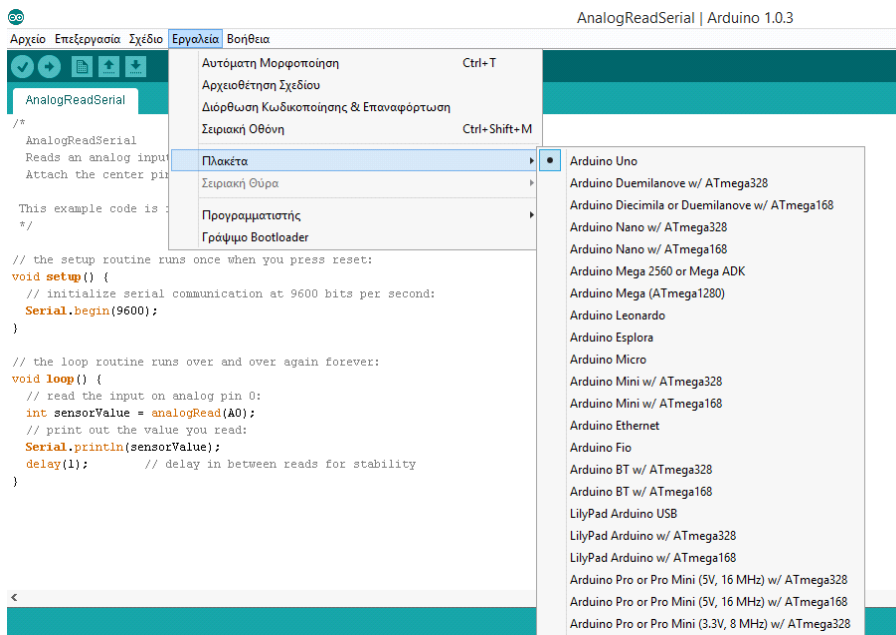 AnalogReadSerial | Arduino 1.0.3
Αρχείο Επεξεργασία Σχέδιο Εργαλεία Βοήθεια
Αυτόματη Μορφοποίηση Ctrl+T
Αρχειοθέτηση Σχεδίου
Διόρθωση Κωδικοποίησης & Επαναφόρτωση
Σειριακή Οθόνη Ctrl+Shift+M
Πλακέτα
Σειριακή Θύρα
Προγραμματιστής
Γράψιμο Bootloader
Arduino Uno
Arduino Duemilanove w/ ATmega328
Arduino Diecimila or Duemilanove w/ ATmega168
Arduino Nano w/ ATmega328
Arduino Nano w/ ATmega168
Arduino Mega 2560 or Mega ADK
Arduino Mega (ATmega1280)
Arduino Leonardo
Arduino Esplora
Arduino Micro
Arduino Mini w/ ATmega328
Arduino Mini w/ ATmega168
Arduino Ethernet
Arduino Fio
Arduino BT w/ ATmega328
Arduino BT w/ ATmega168
LilyPad Arduino USB
LilyPad Arduino w/ ATmega328
LilyPad Arduino w/ ATmega168
Arduino Pro or Pro Mini (5V, 16 MHz) w/ ATmega328
Arduino Pro or Pro Mini (5V, 16 MHz) w/ ATmega168
Arduino Pro or Pro Mini (3.3V, 8 MHz) w/ ATmega328
AnalogReadSerial
/*
AnalogReadSerial
Reads an analog input
Attach the center pin
This example code is
*/
// the setup routine runs once when you press reset:
void setup() {
// initialize serial communication at 9600 bits per second:
Serial.begin(9600);
}
// the loop routine runs over and over again forever:
void loop() {
// read the input on analog pin 0:
int sensorValue = analogRead(A0);
// print out the value you read:
Serial.println(sensorValue);
delay(1); // delay in between reads for stability
}